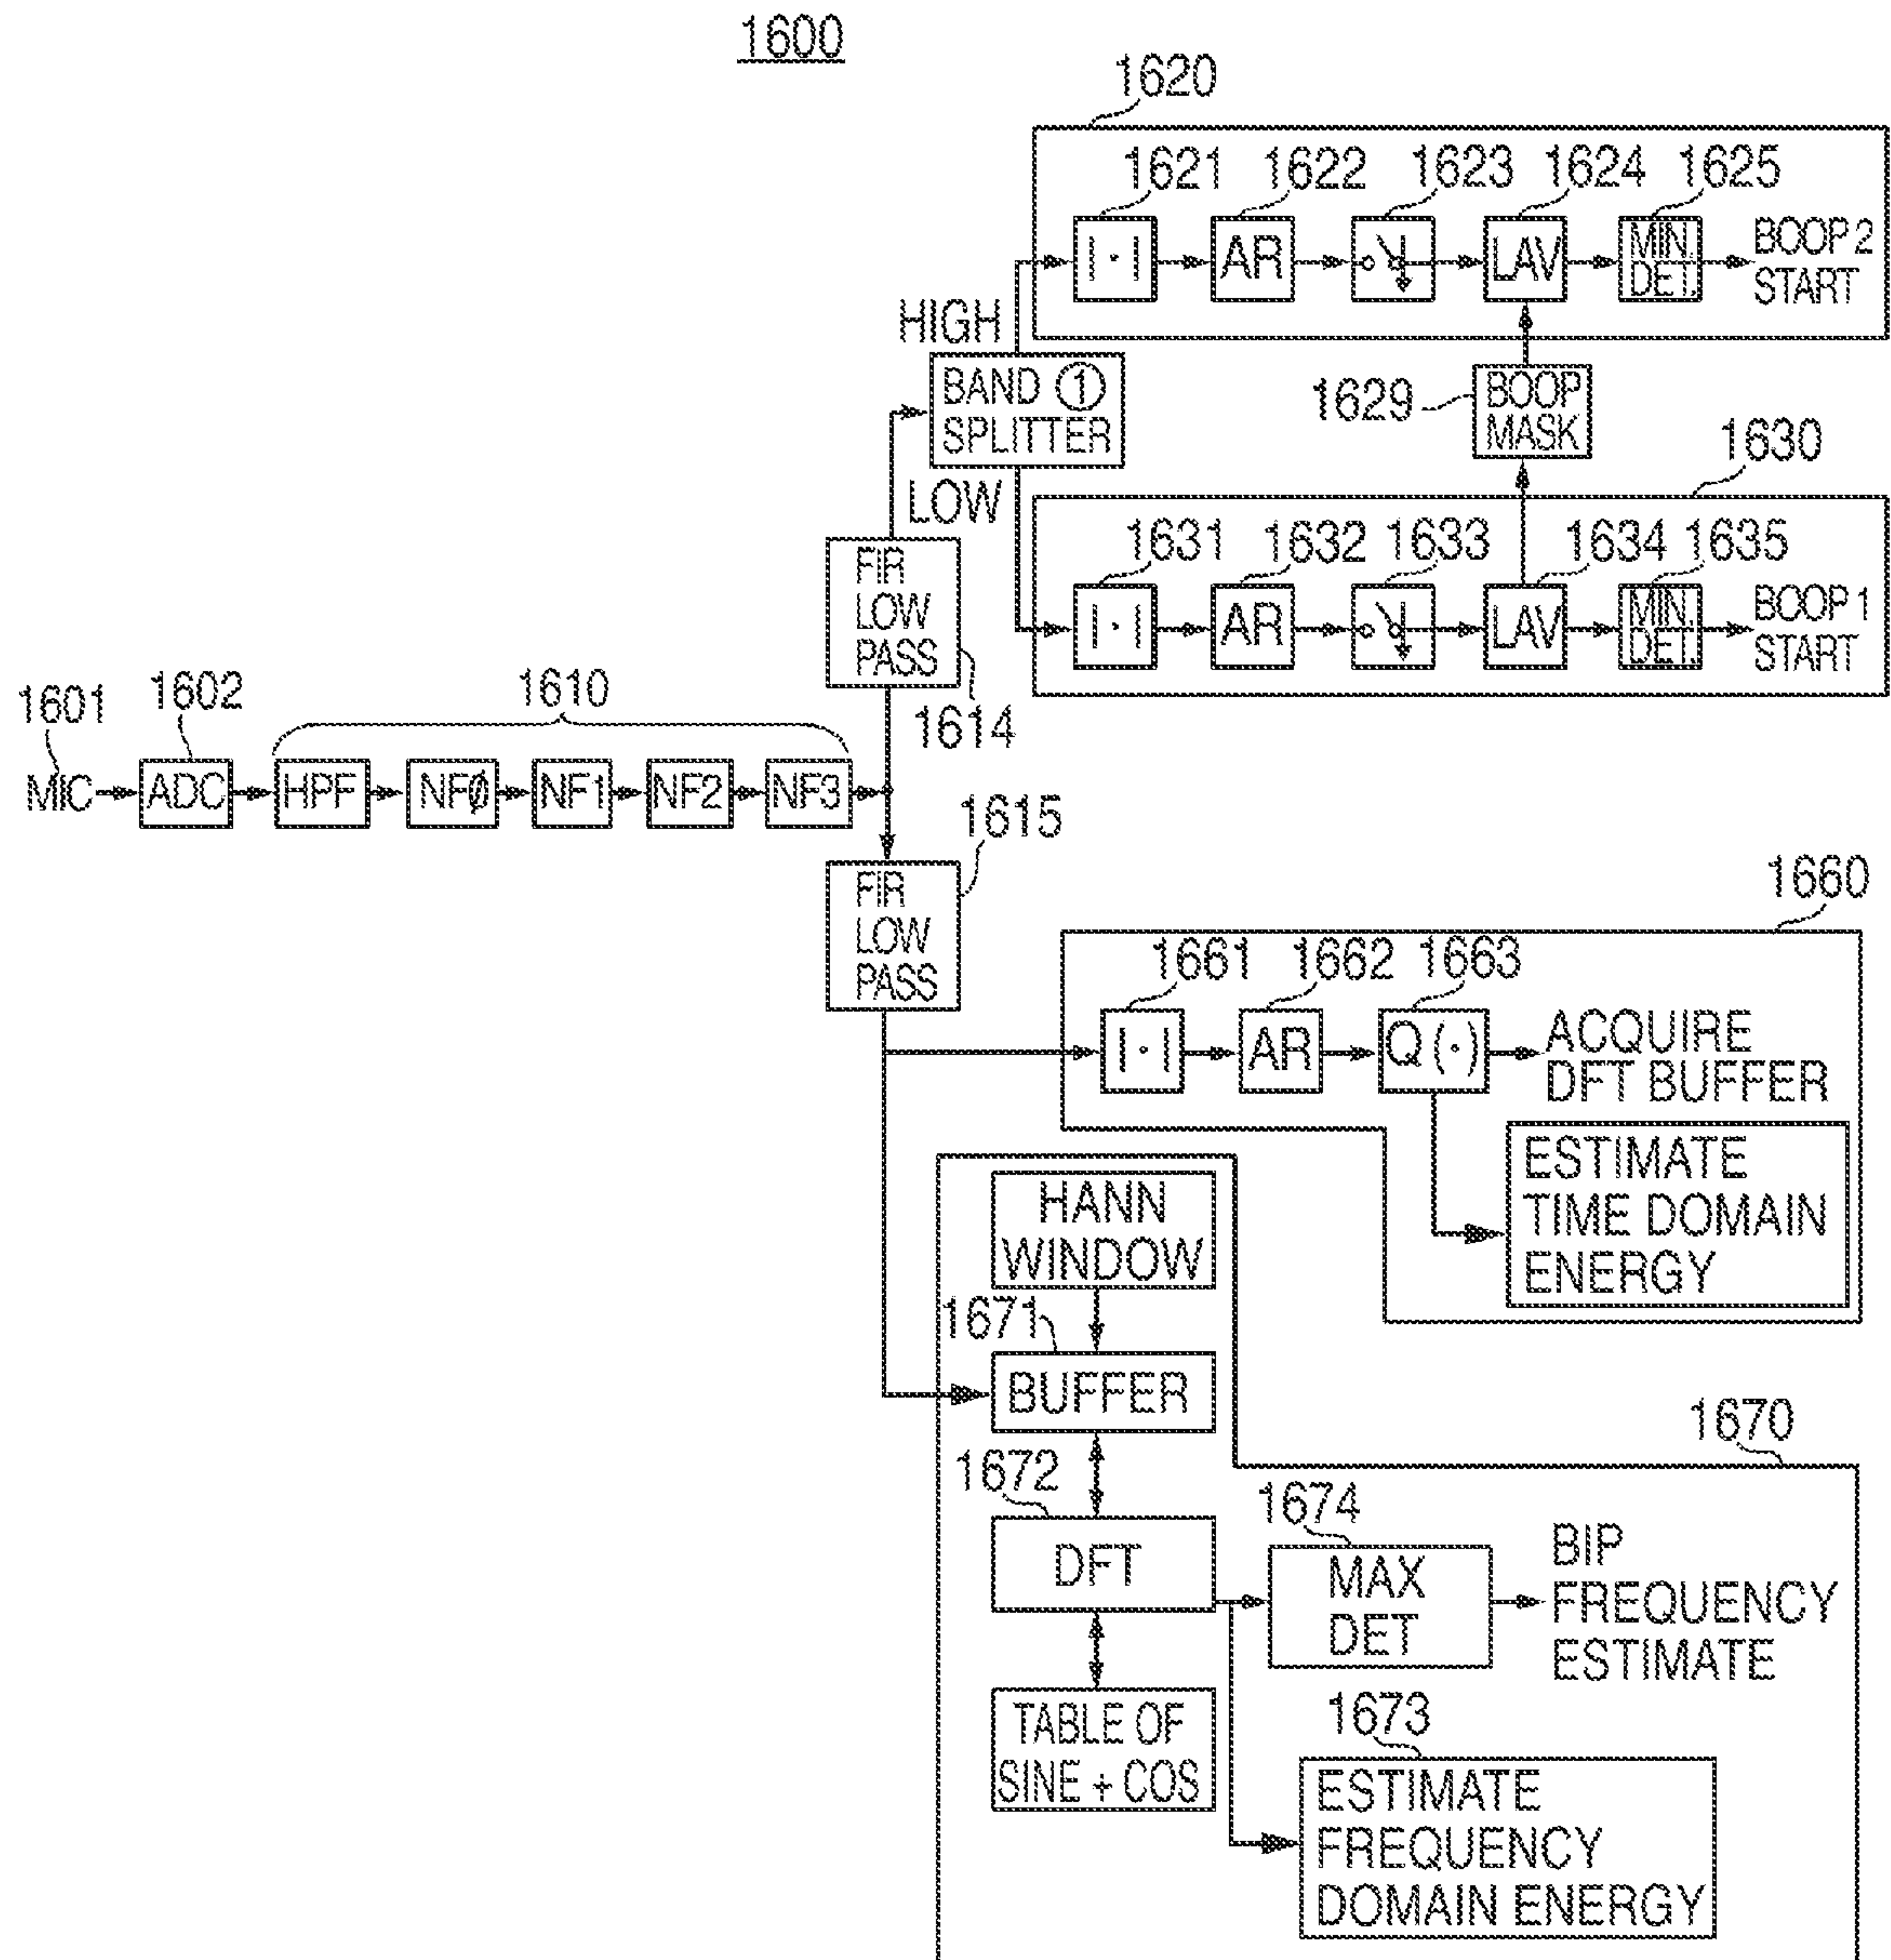 1600
1620
1621
1622
1623
1624
1625
| · |
AR
LAV
MIN.
DET.
BOOP 2
START
HIGH
BAND ①
SPLITTER
LOW
1629
BOOP
MASK
1630
1631
1632
1633
1634
1635
| · |
AR
LAV
MIN.
DET.
BOOP 1
START
FIR
LOW
PASS
1614
1601
1602
1610
MIC
ADC
HPF
NFØ
NF1
NF2
NF3
1615
FIR
LOW
PASS
1660
1661
1662
1663
| · |
AR
Q (·)
ACQUIRE
DFT BUFFER
ESTIMATE
TIME DOMAIN
ENERGY
HANN
WINDOW
1671
BUFFER
1670
1672
DFT
1674
MAX
DET
BIP
FREQUENCY
ESTIMATE
TABLE OF
SINE + COS
1673
ESTIMATE
FREQUENCY
DOMAIN ENERGY